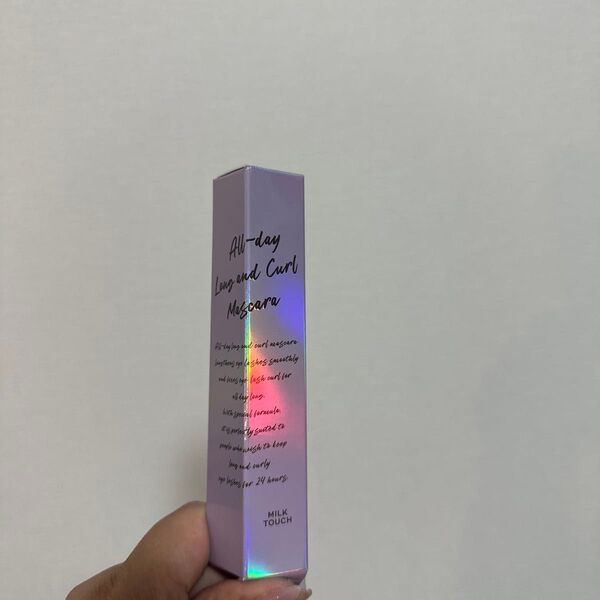 All-day
Long and Curl
Mascara
All-day long and curl mascara
lengthens eye lashes smoothly
and fixes eye-lash curl for
all day long.
With special formula,
it is perfectly suited to
people who wish to keep
long and curly
eye lashes for 24 hours.
MILK
TOUCH